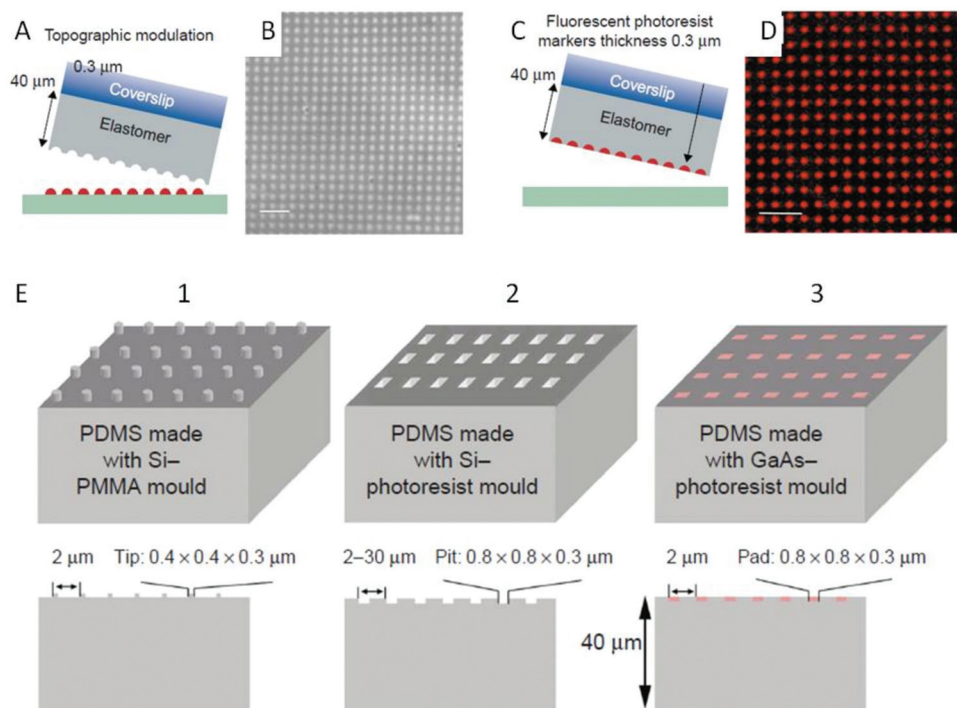 A
Topographic modulation
0.3 μm
40 μm
Coverslip
Elastomer
B
C
Fluorescent photoresist
markers thickness 0.3 μm
40 μm
Coverslip
Elastomer
D
E
1
2
3
PDMS made
with Si–
PMMA mould
PDMS made
with Si–
photoresist mould
PDMS made
with GaAs–
photoresist mould
2 μm
Tip: 0.4 × 0.4 × 0.3 μm
2–30 μm
Pit: 0.8 × 0.8 × 0.3 μm
2 μm
Pad: 0.8 × 0.8 × 0.3 μm
40 μm